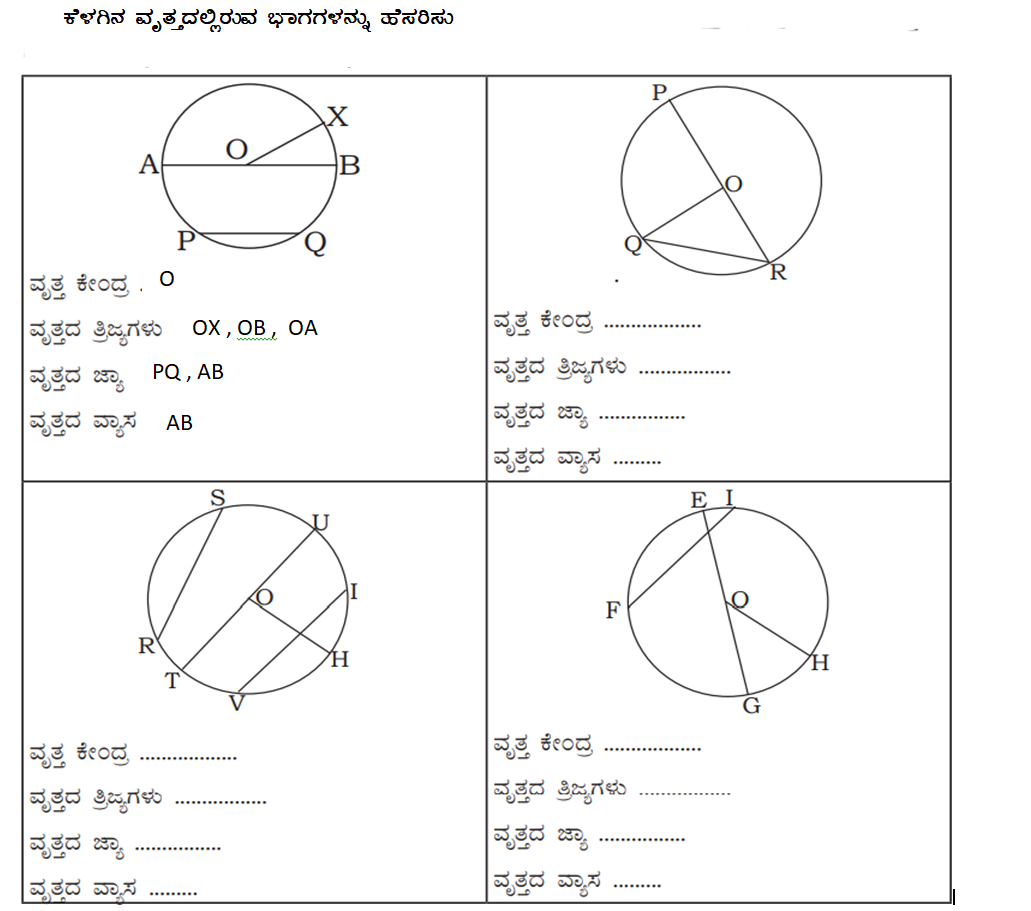 ಕೆಳಗಿನ ವೃತ್ತದಲ್ಲಿರುವ ಭಾಗಗಳನ್ನು ಹೆಸರಿಸು
X
O
A
B
P
Q
ವೃತ್ತ ಕೇಂದ್ರ . O
ವೃತ್ತದ ತ್ರಿಜ್ಯಗಳು OX , OB , OA
ವೃತ್ತದ ಜ್ಯಾ PQ , AB
ವೃತ್ತದ ವ್ಯಾಸ AB
P
O
Q
R
ವೃತ್ತ ಕೇಂದ್ರ ..................
ವೃತ್ತದ ತ್ರಿಜ್ಯಗಳು .................
ವೃತ್ತದ ಜ್ಯಾ ................
ವೃತ್ತದ ವ್ಯಾಸ .........
S
U
I
O
R
H
T
V
ವೃತ್ತ ಕೇಂದ್ರ ..................
ವೃತ್ತದ ತ್ರಿಜ್ಯಗಳು .................
ವೃತ್ತದ ಜ್ಯಾ ................
ವೃತ್ತದ ವ್ಯಾಸ .........
E I
F
O
H
G
ವೃತ್ತ ಕೇಂದ್ರ ..................
ವೃತ್ತದ ತ್ರಿಜ್ಯಗಳು .................
ವೃತ್ತದ ಜ್ಯಾ ................
ವೃತ್ತದ ವ್ಯಾಸ .........